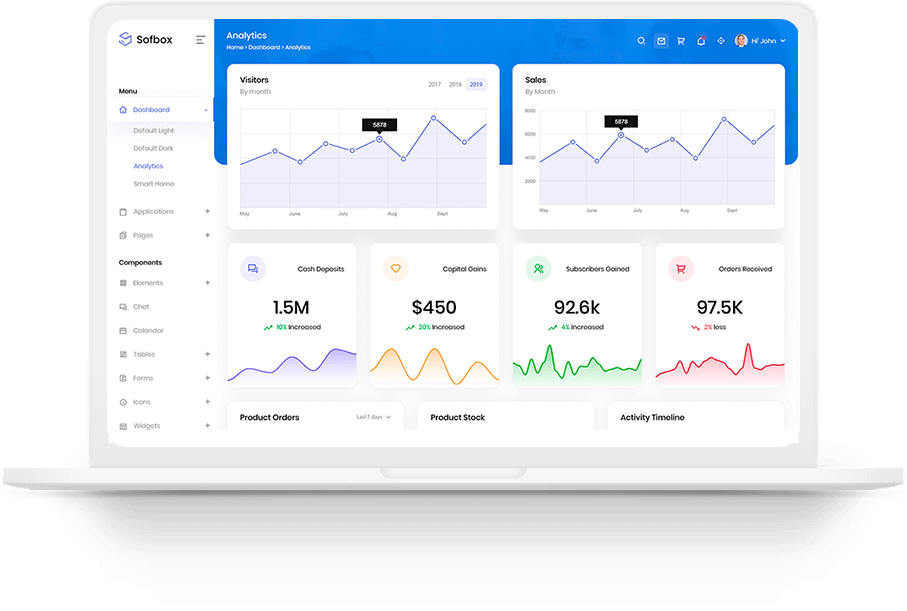 Sofbox
Menu
Dashboard
Default Light
Default Dark
Analytics
Smart Home
Applications +
Pages +
Components
Elements +
Chat
Calendar
Tables +
Forms +
Icons +
Widgets +
Analytics
Home > Dashboard > Analytics
Hi' John
Visitors
By month
2017 2018 2019
5878
May June July Aug Sept
Sales
By Month
8000
6000
4000
2000
5878
May June July Aug Sept
Cash Deposits
1.5M
10% Increased
Capital Gains
$450
20% Increased
Subscribers Gained
92.6k
4% Increased
Orders Received
97.5K
2% loss
Product Orders
Last 7 days
Product Stock
Activity Timeline